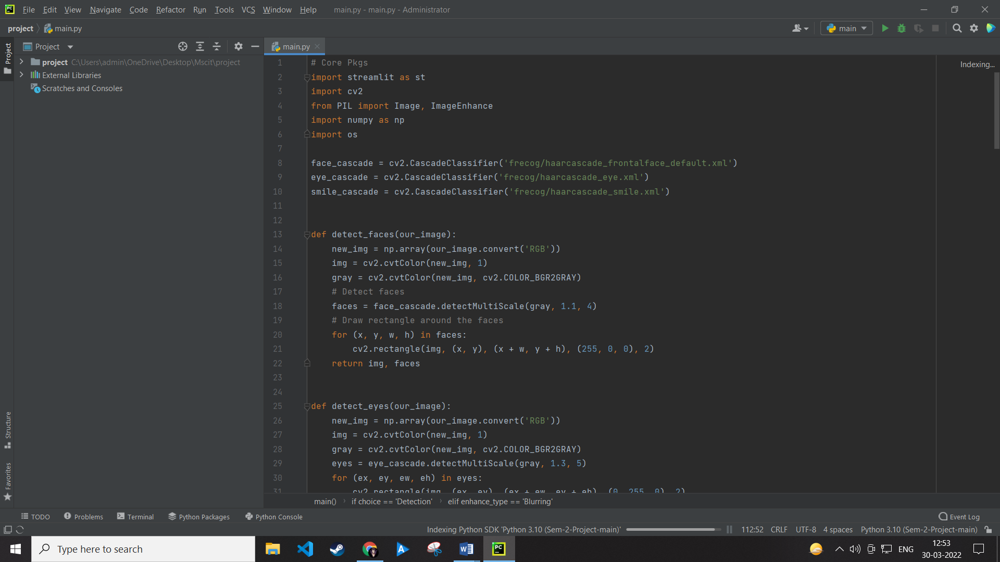 File Edit View Navigate Code Refactor Run Tools VCS Window Help main.py - main.py - Administrator
project main.py
main
Project
Project
main.py
project C:\Users\admin\OneDrive\Desktop\Mscit\project
External Libraries
Scratches and Consoles
Indexing...
1 # Core Pkgs
2 import streamlit as st
3 import cv2
4 from PIL import Image, ImageEnhance
5 import numpy as np
6 import os
7
8 face_cascade = cv2.CascadeClassifier('frecog/haarcascade_frontalface_default.xml')
9 eye_cascade = cv2.CascadeClassifier('frecog/haarcascade_eye.xml')
10 smile_cascade = cv2.CascadeClassifier('frecog/haarcascade_smile.xml')
11
12
13 def detect_faces(our_image):
14 new_img = np.array(our_image.convert('RGB'))
15 img = cv2.cvtColor(new_img, 1)
16 gray = cv2.cvtColor(new_img, cv2.COLOR_BGR2GRAY)
17 # Detect faces
18 faces = face_cascade.detectMultiScale(gray, 1.1, 4)
19 # Draw rectangle around the faces
20 for (x, y, w, h) in faces:
21 cv2.rectangle(img, (x, y), (x + w, y + h), (255, 0, 0), 2)
22 return img, faces
23
24
25 def detect_eyes(our_image):
26 new_img = np.array(our_image.convert('RGB'))
27 img = cv2.cvtColor(new_img, 1)
28 gray = cv2.cvtColor(new_img, cv2.COLOR_BGR2GRAY)
29 eyes = eye_cascade.detectMultiScale(gray, 1.3, 5)
30 for (ex, ey, ew, eh) in eyes:
31 cv2.rectangle(img, (ex, ey), (ex + ew, ey + eh), (0, 255, 0), 2)
Structure
Favorites
main() if choice == 'Detection' elif enhance_type == 'Blurring'
TODO Problems Terminal Python Packages Python Console Event Log
Indexing Python SDK 'Python 3.10 (Sem-2-Project-main)' 112:52 CRLF UTF-8 4 spaces Python 3.10 (Sem-2-Project-main)
Type here to search
ENG
12:53
30-03-2022